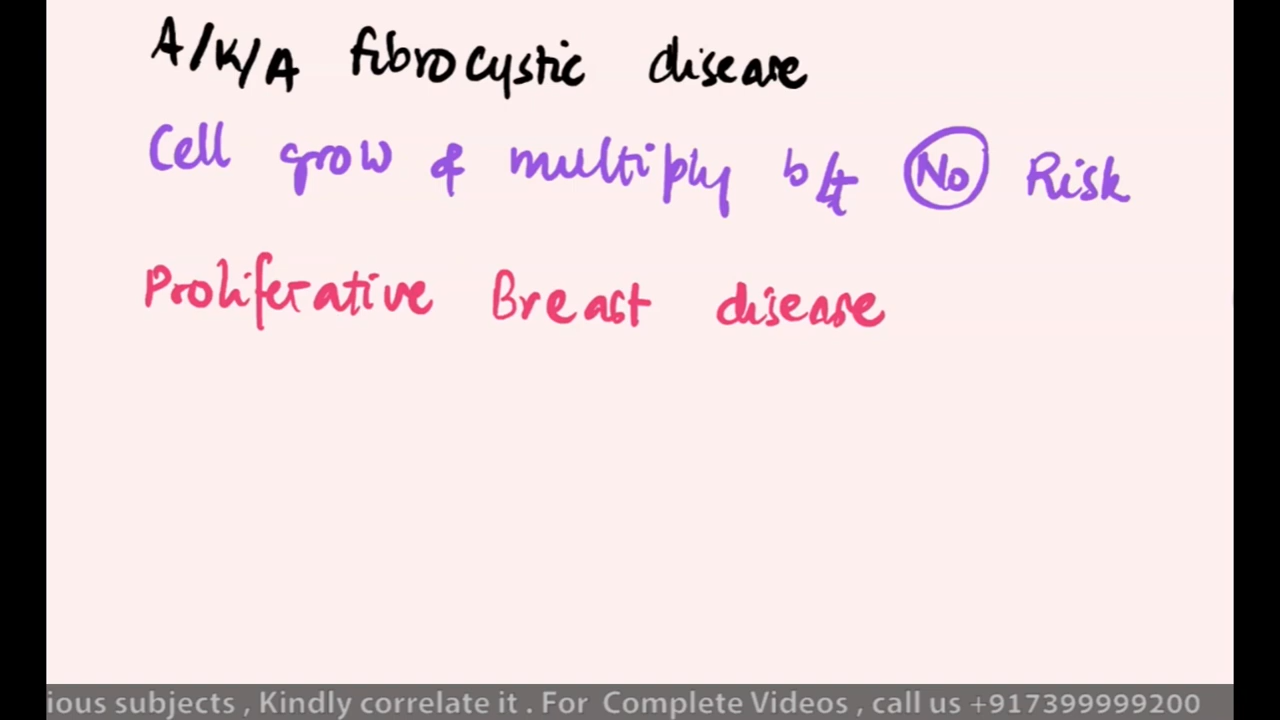 A/K/A fibrocystic disease
Cell grow & multiply b/t No Risk
Proliferative Breast disease
ious subjects , Kindly correlate it . For Complete Videos , call us +917399999200